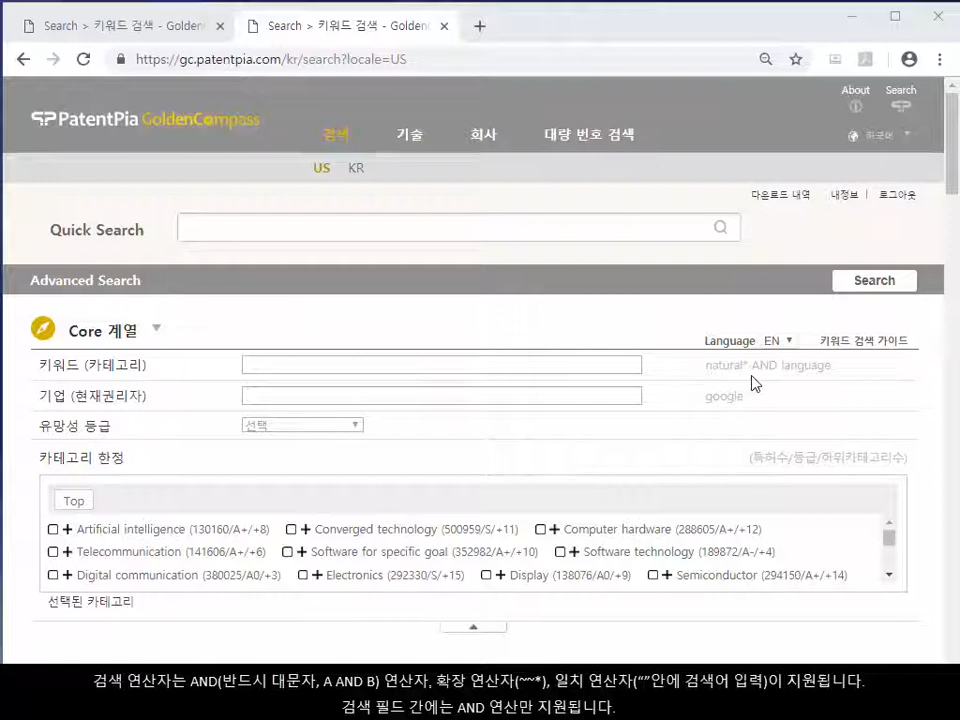 Search > 키워드 검색 - Golden
Search > 키워드 검색 - Golden
https://gc.patentpia.com/kr/search?locale=US
About Search
PatentPia GoldenCompass
검색 기술 회사 대량 번호 검색
한국어
US KR
다운로드 내역 내정보 | 로그아웃
Quick Search
Advanced Search
Search
Core 계열
Language EN 키워드 검색 가이드
키워드 (카테고리) natural* AND language
기업 (현재권리자) google
유망성 등급 선택
카테고리 한정 (특허수/등급/하위카테고리수)
Top
Artificial intelligence (130160/A+/+8) Converged technology (500959/S/+11) Computer hardware (288605/A+/+12)
Telecommunication (141606/A+/+6) Software for specific goal (352982/A+/+10) Software technology (189872/A-/+4)
Digital communication (380025/A0/+3) Electronics (292330/S/+15) Display (138076/A0/+9) Semiconductor (294150/A+/+14)
선택된 카테고리
검색 연산자는 AND(반드시 대문자, A AND B) 연산자, 확장 연산자(~~*), 일치 연산자(“”안에 검색어 입력)이 지원됩니다.
검색 필드 간에는 AND 연산만 지원됩니다.